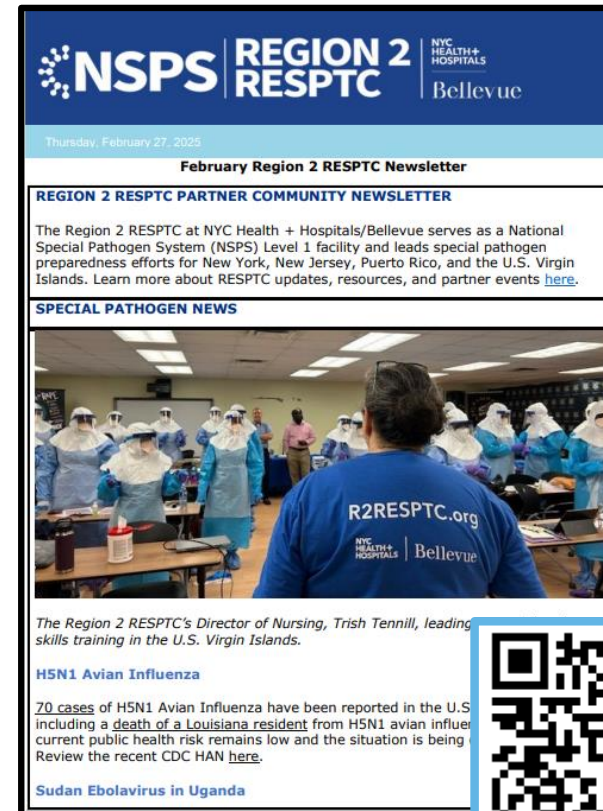 NSPS REGION 2 RESPTC NYC HEALTH+ HOSPITALS Bellevue
Thursday, February 27, 2025
February Region 2 RESPTC Newsletter
REGION 2 RESPTC PARTNER COMMUNITY NEWSLETTER
The Region 2 RESPTC at NYC Health + Hospitals/Bellevue serves as a National
Special Pathogen System (NSPS) Level 1 facility and leads special pathogen
preparedness efforts for New York, New Jersey, Puerto Rico, and the U.S. Virgin
Islands. Learn more about RESPTC updates, resources, and partner events here.
SPECIAL PATHOGEN NEWS
R2RESPTC.org
NYC HEALTH+ HOSPITALS Bellevue
The Region 2 RESPTC's Director of Nursing, Trish Tennill, leading
skills training in the U.S. Virgin Islands.
H5N1 Avian Influenza
70 cases of H5N1 Avian Influenza have been reported in the U.S
including a death of a Louisiana resident from H5N1 avian
current public health risk remains low and the situation is being
Review the recent CDC HAN here.
Sudan Ebolavirus in Uganda